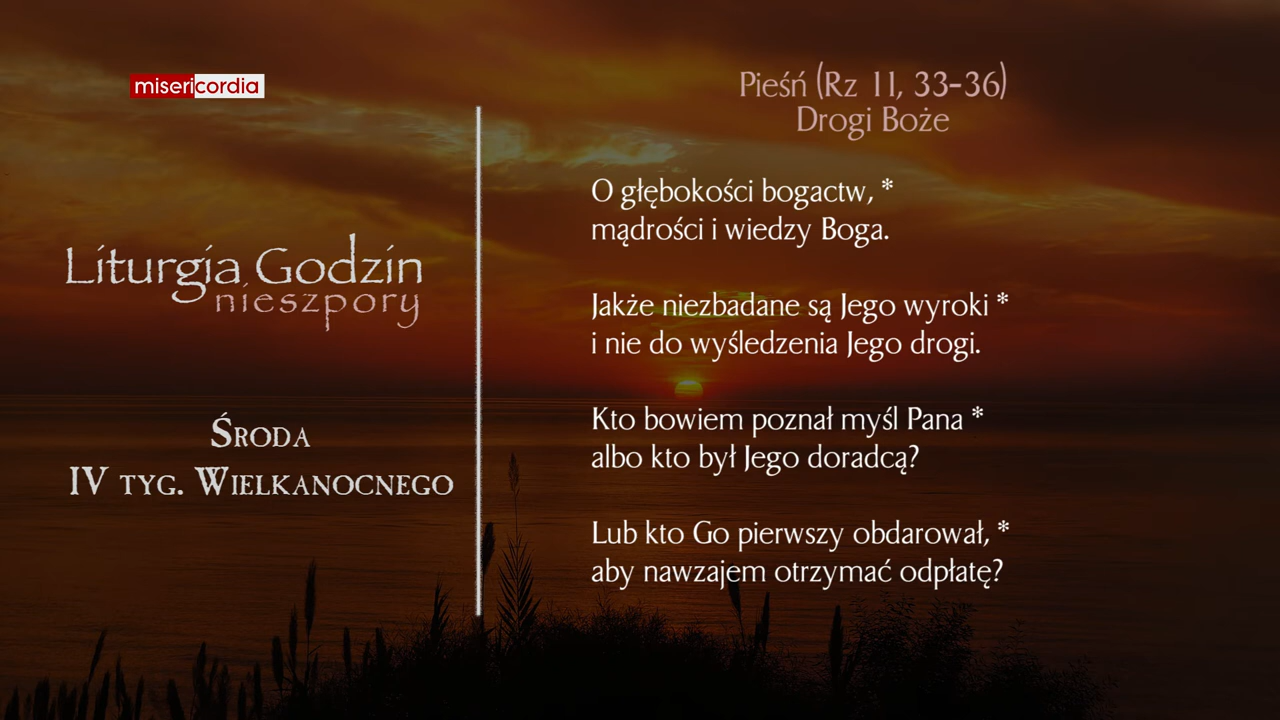 misericordia
Liturgia Godzin
nieszpory
Środa
IV tyg. Wielkanocnego
Pieśń (Rz 11, 33-36)
Drogi Boże
O głębokości bogactw, *
mądrości i wiedzy Boga.
Jakże niezbadane są Jego wyroki *
i nie do wyśledzenia Jego drogi.
Kto bowiem poznał myśl Pana *
albo kto był Jego doradcą?
Lub kto Go pierwszy obdarował, *
aby nawzajem otrzymać odpłatę?